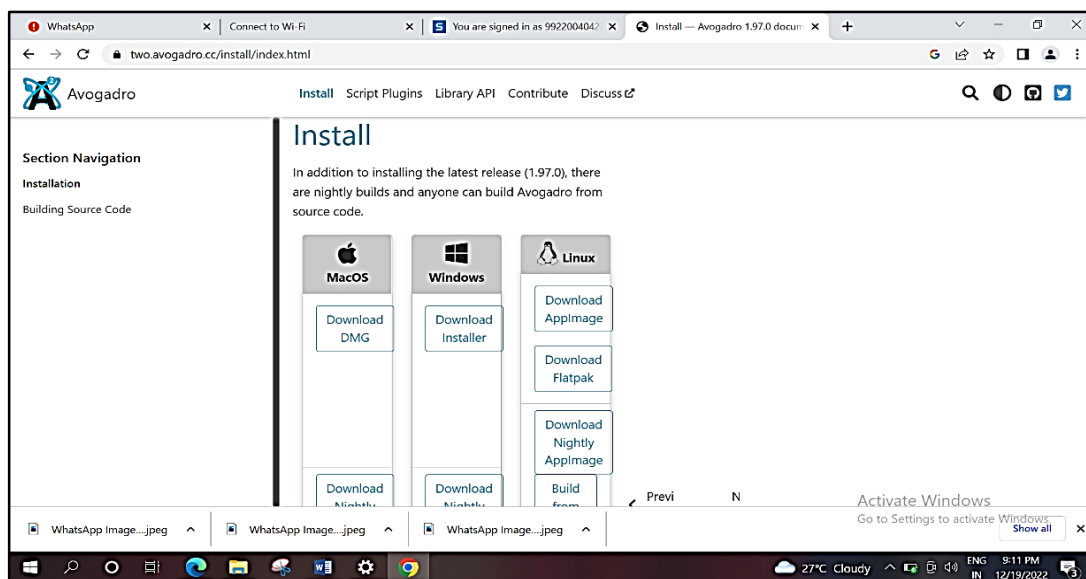 WhatsApp
Connect to Wi-Fi
You are signed in as 9922004042
Install — Avogadro 1.97.0 docum
two.avogadro.cc/install/index.html
Avogadro
Install Script Plugins Library API Contribute Discuss
Section Navigation
Installation
Building Source Code
Install
In addition to installing the latest release (1.97.0), there
are nightly builds and anyone can build Avogadro from
source code.
MacOS
Download
DMG
Download
Nightly
Windows
Download
Installer
Download
Nightly
Linux
Download
AppImage
Download
Flatpak
Download
Nightly
AppImage
Build
from
Previ
N
Activate Windows
Go to Settings to activate Windows.
WhatsApp Image....jpeg
WhatsApp Image....jpeg
WhatsApp Image....jpeg
Show all
27°C Cloudy
ENG
IN
9:11 PM
12/19/2022
3